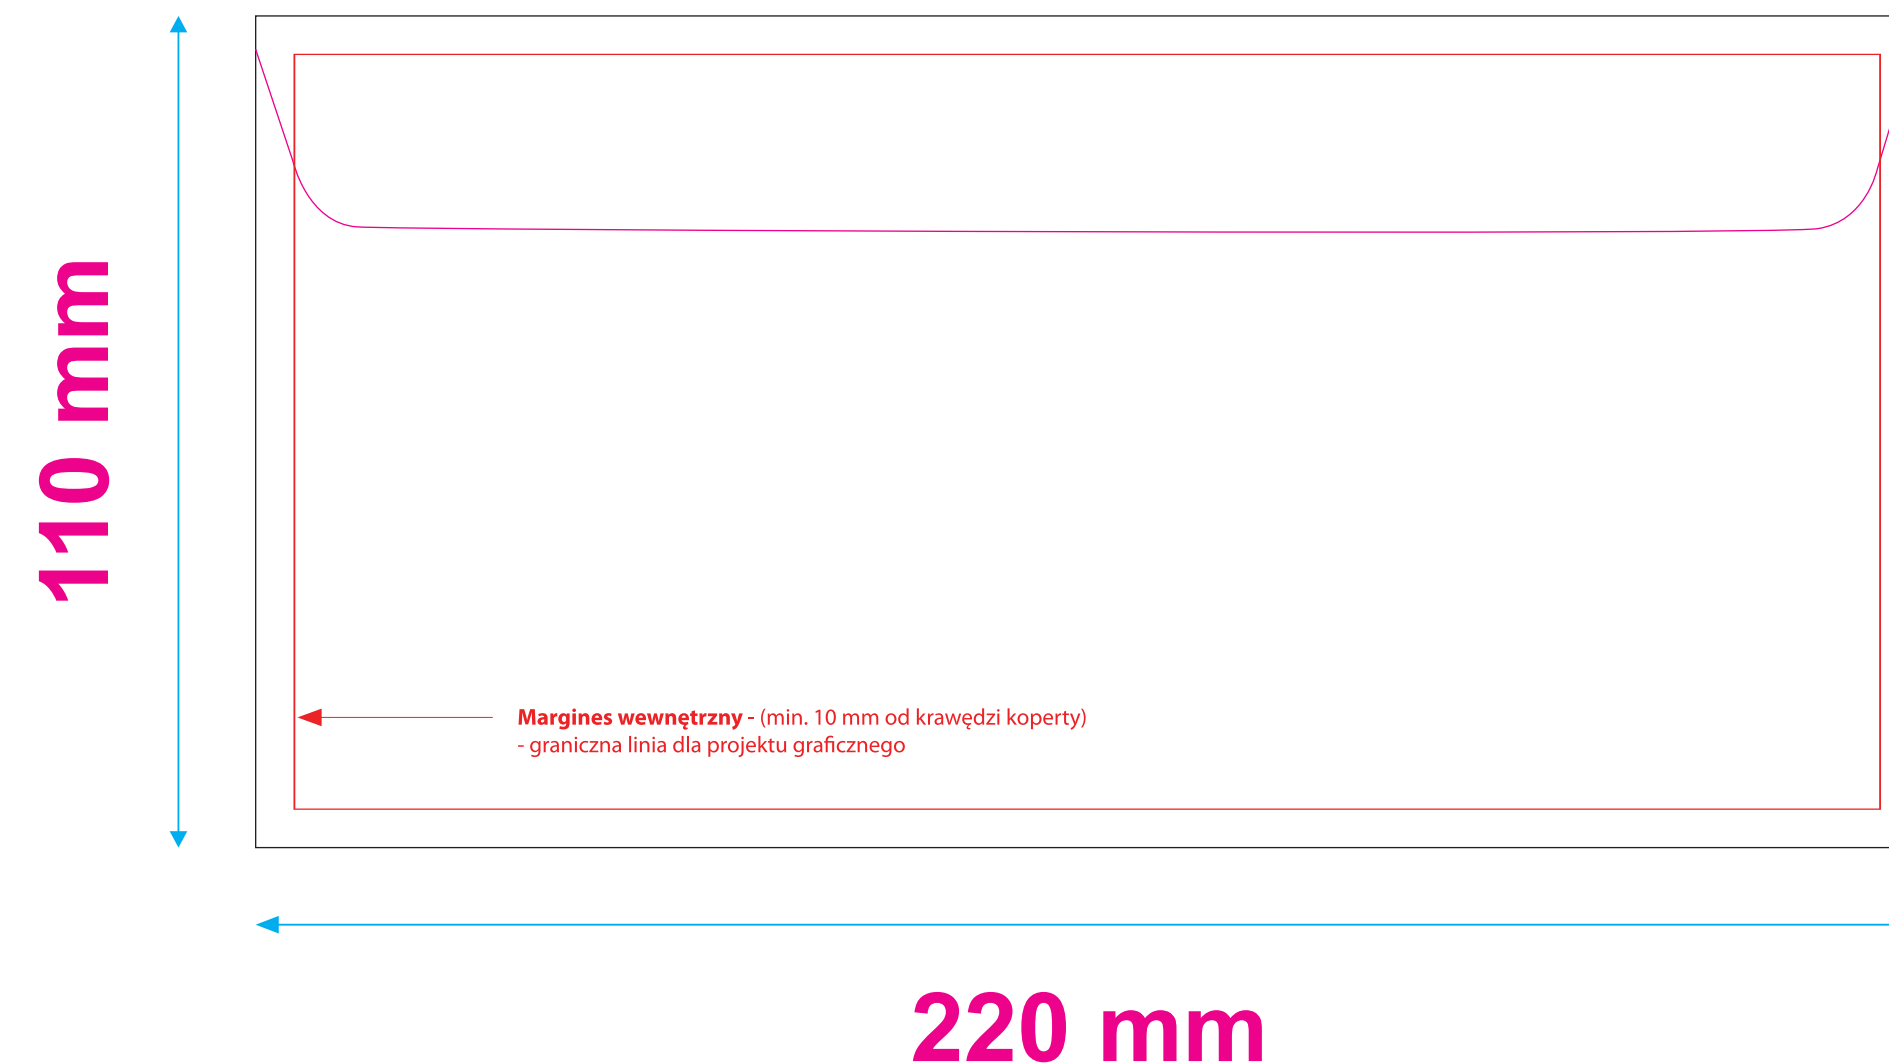 110 mm
Margines wewnętrzny - (min. 10 mm od krawędzi koperty)
- graniczna linia dla projektu graficznego
220 mm